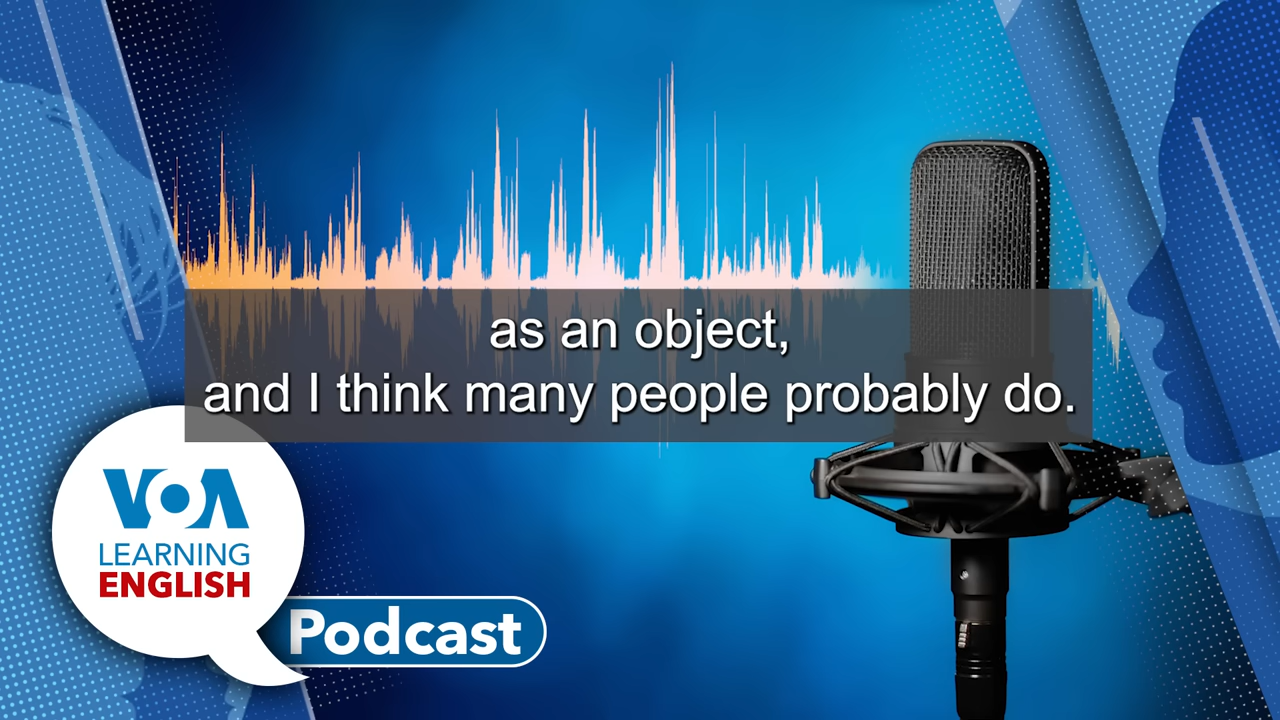 as an object,
and I think many people probably do.
VOA
LEARNING
ENGLISH
Podcast